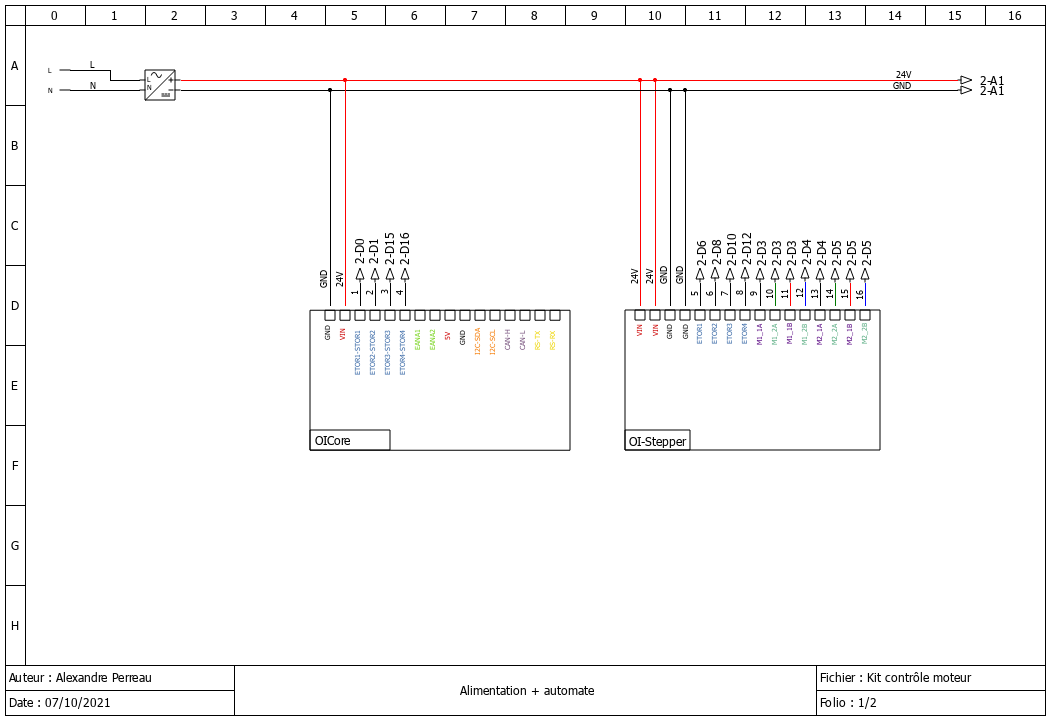 0 1 2 3 4 5 6 7 8 9 10 11 12 13 14 15 16
A
B
C
D
E
F
G
H
L L
N N
L
N
+
-
24V
GND
2-A1
2-A1
GND
24V
1 2-D0
2 2-D1
3 2-D15
4 2-D16
GND
VIN
ETOR1-STOR1
ETOR2-STOR2
ETOR3-STOR3
ETOR4-STOR4
EANA1
EANA2
5V
GND
I2C-SDA
I2C-SCL
CAN-H
CAN-L
RS-TX
RS-RX
OICore
24V
24V
GND
GND
5 2-D6
6 2-D8
7 2-D10
8 2-D12
9 2-D3
10 2-D3
11 2-D3
12 2-D4
13 2-D4
14 2-D5
15 2-D5
16 2-D5
VIN
VIN
GND
GND
ETOR1
ETOR2
ETOR3
ETOR4
M1_1A
M1_2A
M1_1B
M1_2B
M2_1A
M2_2A
M2_1B
M2_2B
OI-Stepper
Auteur : Alexandre Perreau
Date : 07/10/2021
Alimentation + automate
Fichier : Kit contrôle moteur
Folio : 1/2